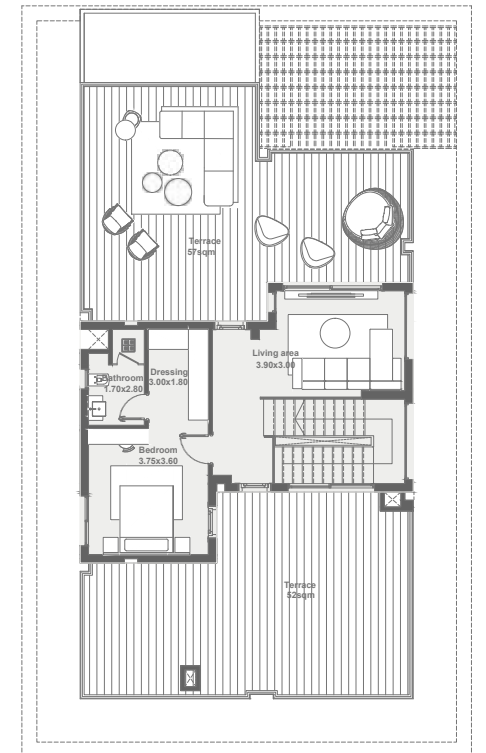 Terrace
57sqm
Living area
3.90x3.00
Dressing
3.00x1.80
Bathroom
1.70x2.80
Bedroom
3.75x3.60
Terrace
52sqm